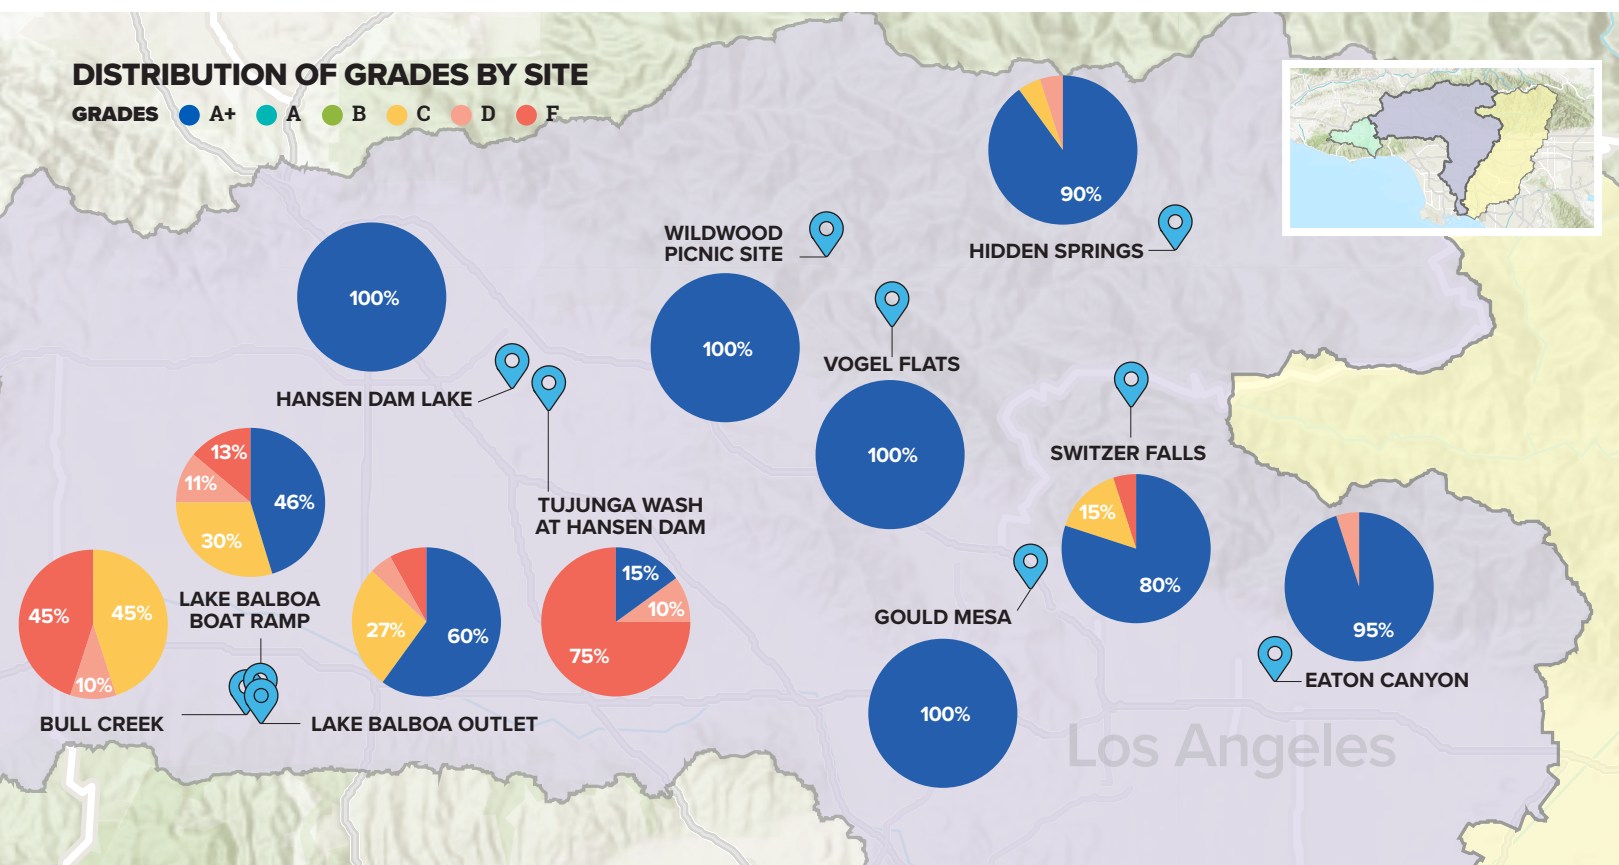 DISTRIBUTION OF GRADES BY SITE
GRADES A+ A B C D F
90%
HIDDEN SPRINGS
WILDWOOD
PICNIC SITE
100%
100%
HANSEN DAM LAKE
VOGEL FLATS
100%
SWITZER FALLS
15%
80%
13%
11%
46%
30%
LAKE BALBOA
BOAT RAMP
TUJUNGA WASH
AT HANSEN DAM
15%
10%
75%
45%
45%
10%
BULL CREEK
27%
60%
LAKE BALBOA OUTLET
GOULD MESA
100%
95%
EATON CANYON
Los Angeles